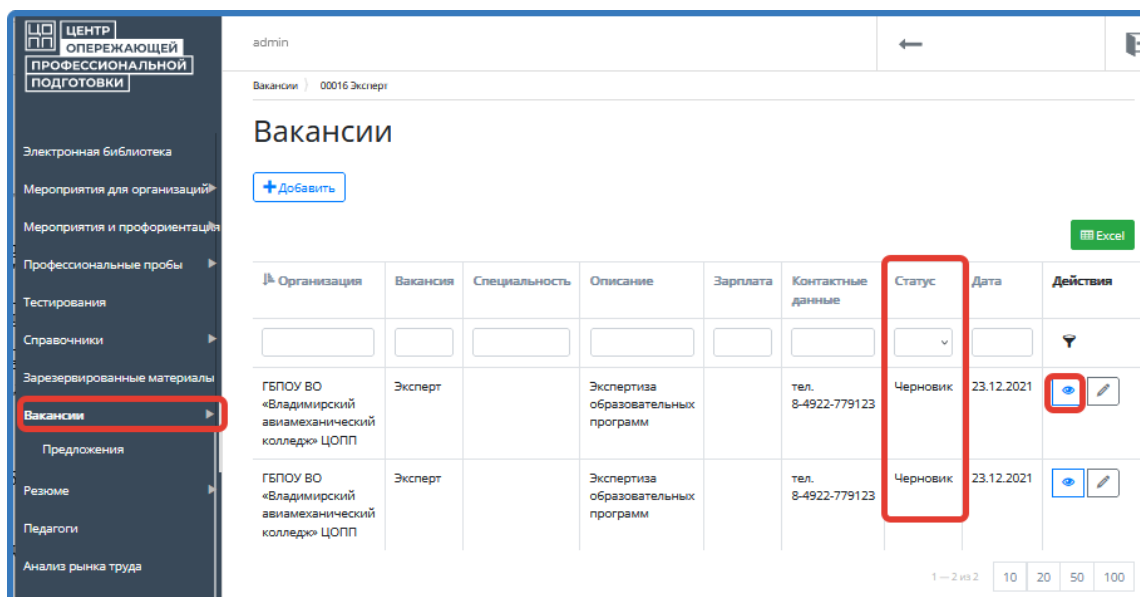 ЦОПП ЦЕНТР
ОПЕРЕЖАЮЩЕЙ
ПРОФЕССИОНАЛЬНОЙ
ПОДГОТОВКИ
Электронная библиотека
Мероприятия для организаций
Мероприятия и профориентация
Профессиональные пробы
Тестирования
Справочники
Зарезервированные материалы
Вакансии
Предложения
Резюме
Педагоги
Анализ рынка труда
admin
Вакансии 00016 Эксперт
Вакансии
Добавить
Excel
Организация Вакансия Специальность Описание Зарплата Контактные данные Статус Дата Действия
ГБПОУ ВО Эксперт Экспертиза тел. Черновик 23.12.2021
«Владимирский образовательных 8-4922-779123
авиамеханический программ
колледж» ЦОПП
ГБПОУ ВО Эксперт Экспертиза тел. Черновик 23.12.2021
«Владимирский образовательных 8-4922-779123
авиамеханический программ
колледж» ЦОПП
1 — 2 из 2 10 20 50 100